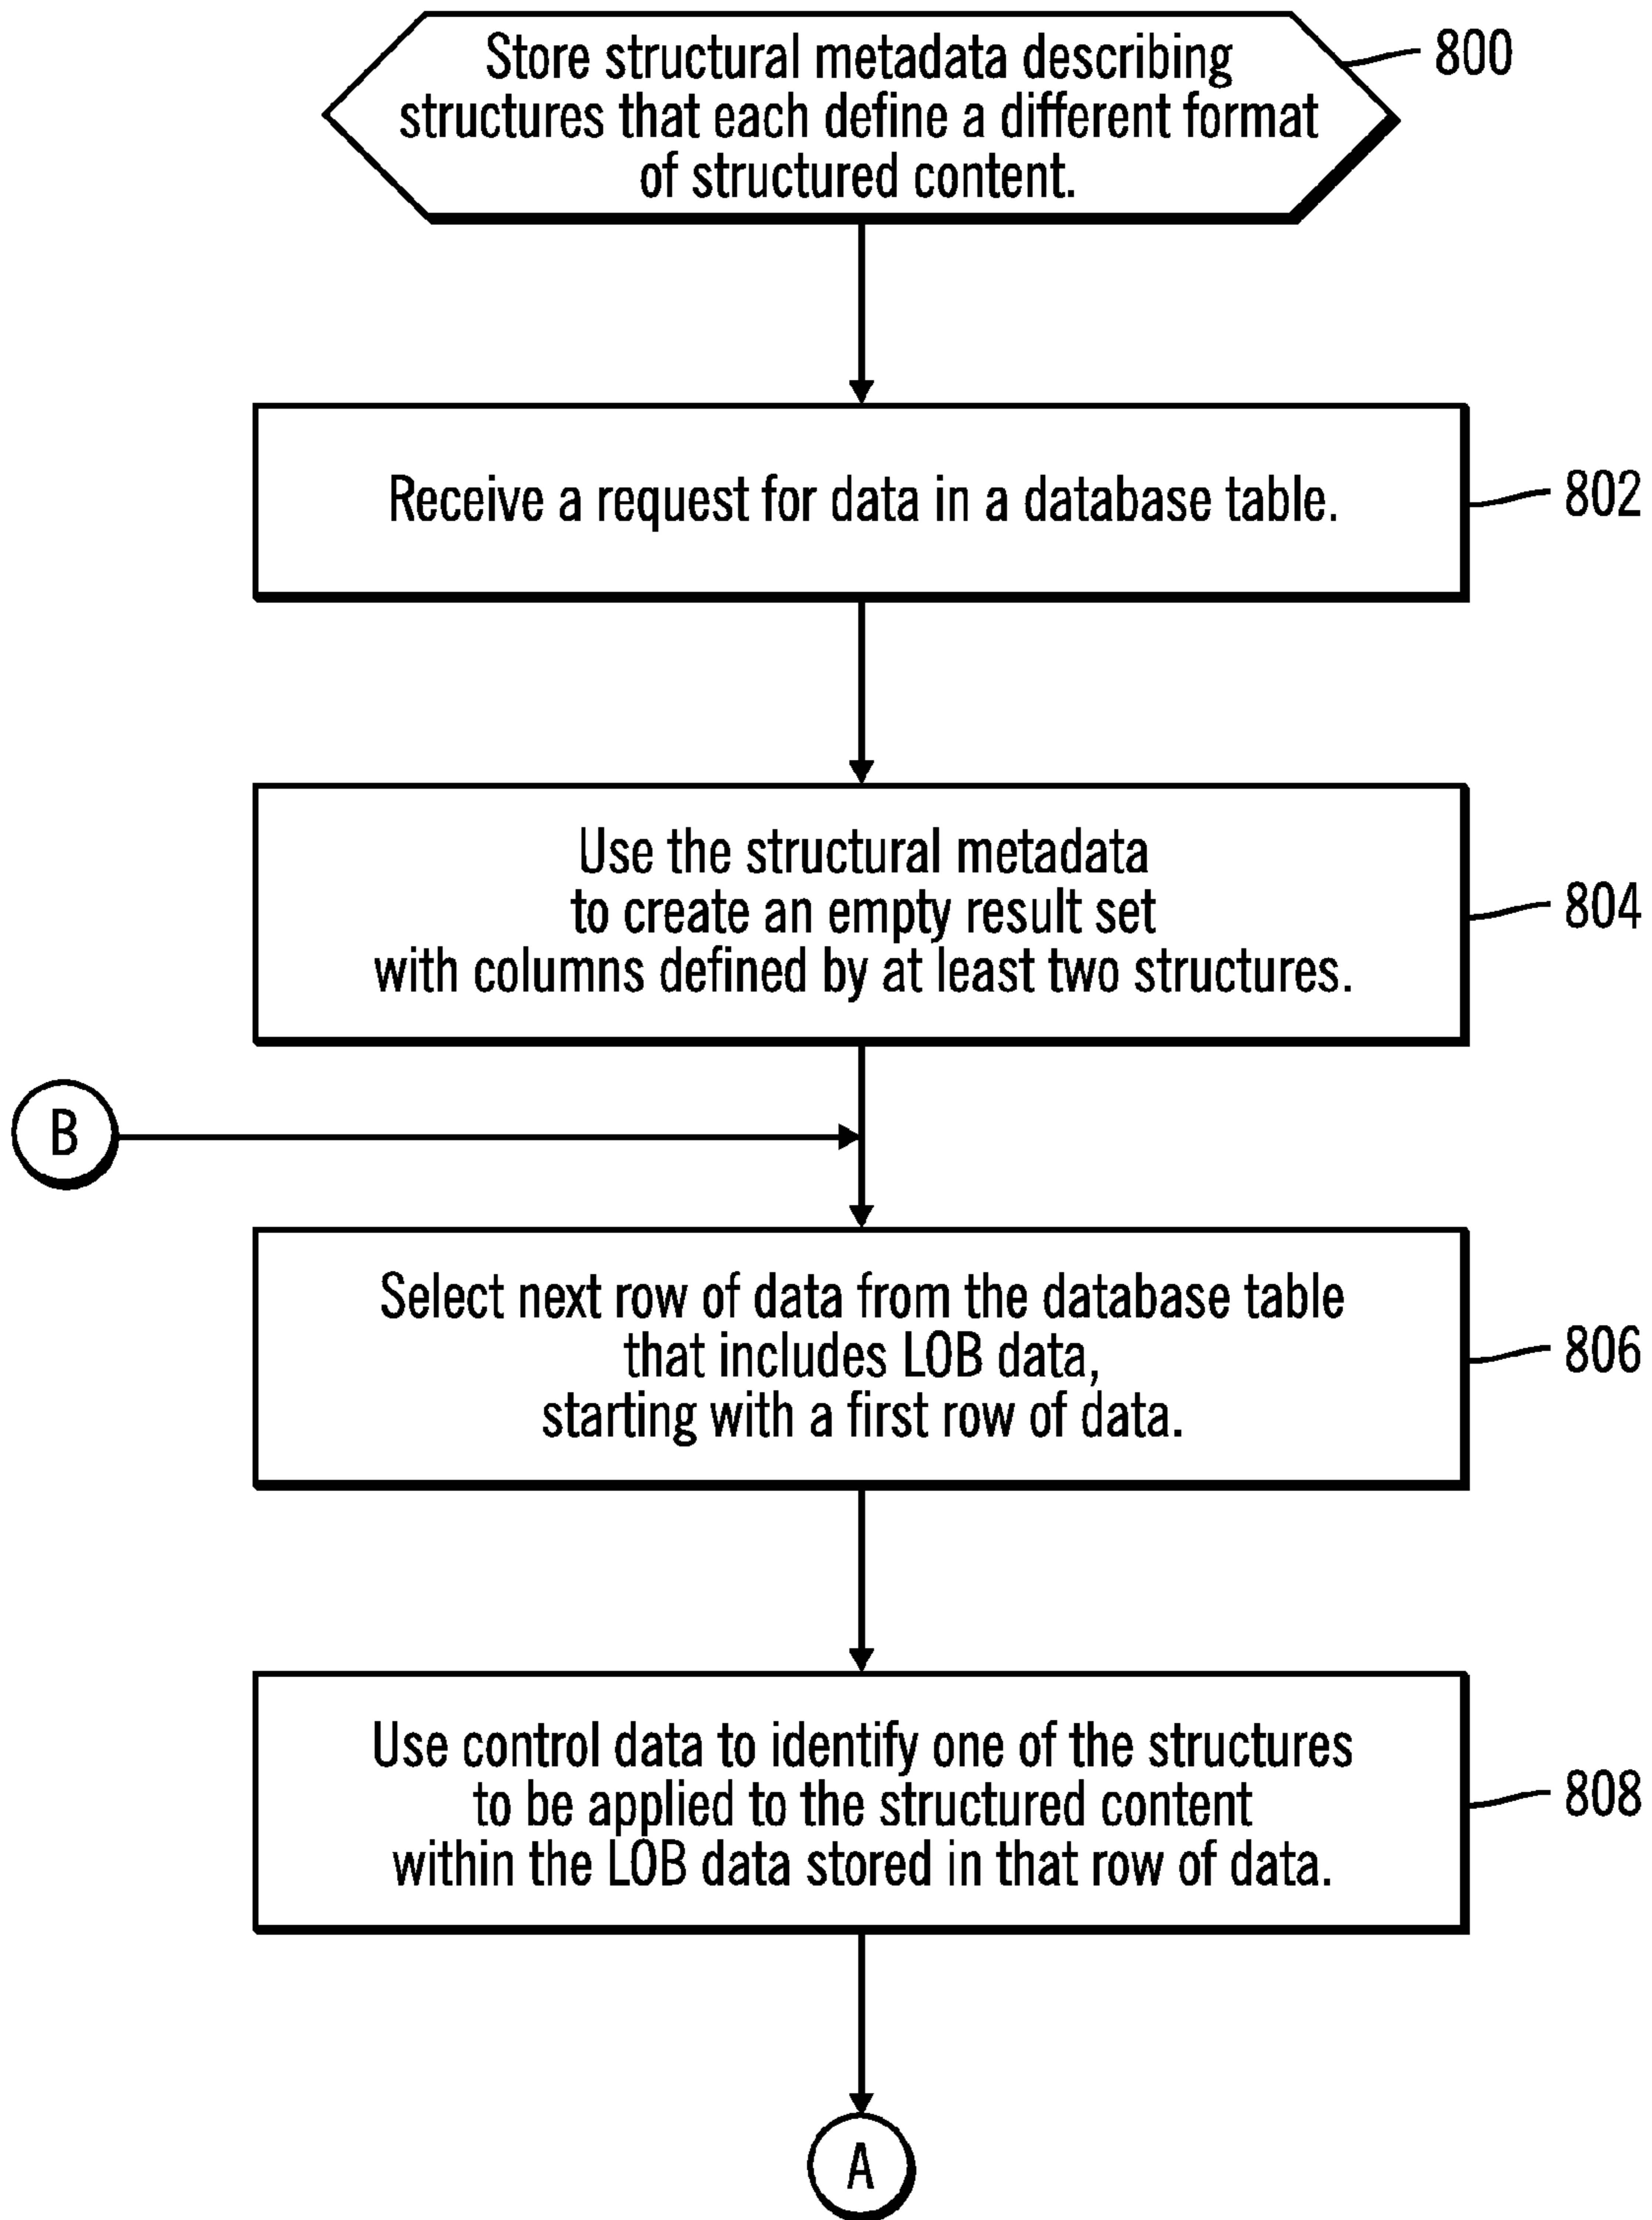 Store structural metadata describing
structures that each define a different format
of structured content.
800
Receive a request for data in a database table.
802
Use the structural metadata
to create an empty result set
with columns defined by at least two structures.
804
B
Select next row of data from the database table
that includes LOB data,
starting with a first row of data.
806
Use control data to identify one of the structures
to be applied to the structured content
within the LOB data stored in that row of data.
808
A